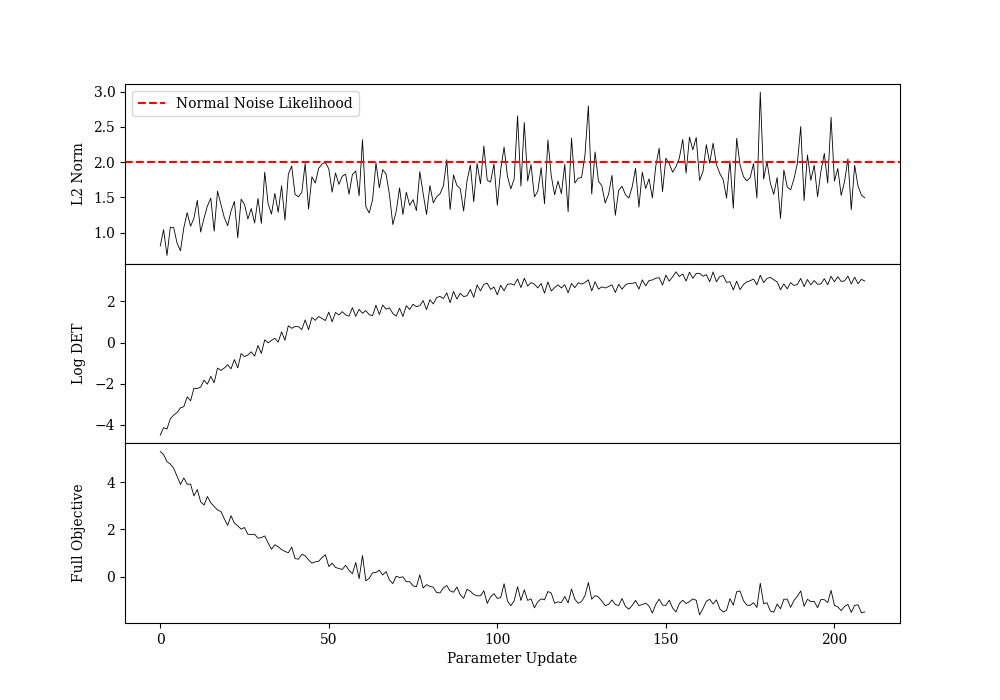 3.0
Normal Noise Likelihood
2.5
2.0
1.5
1.0
L2 Norm
2
0
−2
−4
Log DET
4
2
0
Full Objective
0 50 100 150 200
Parameter Update